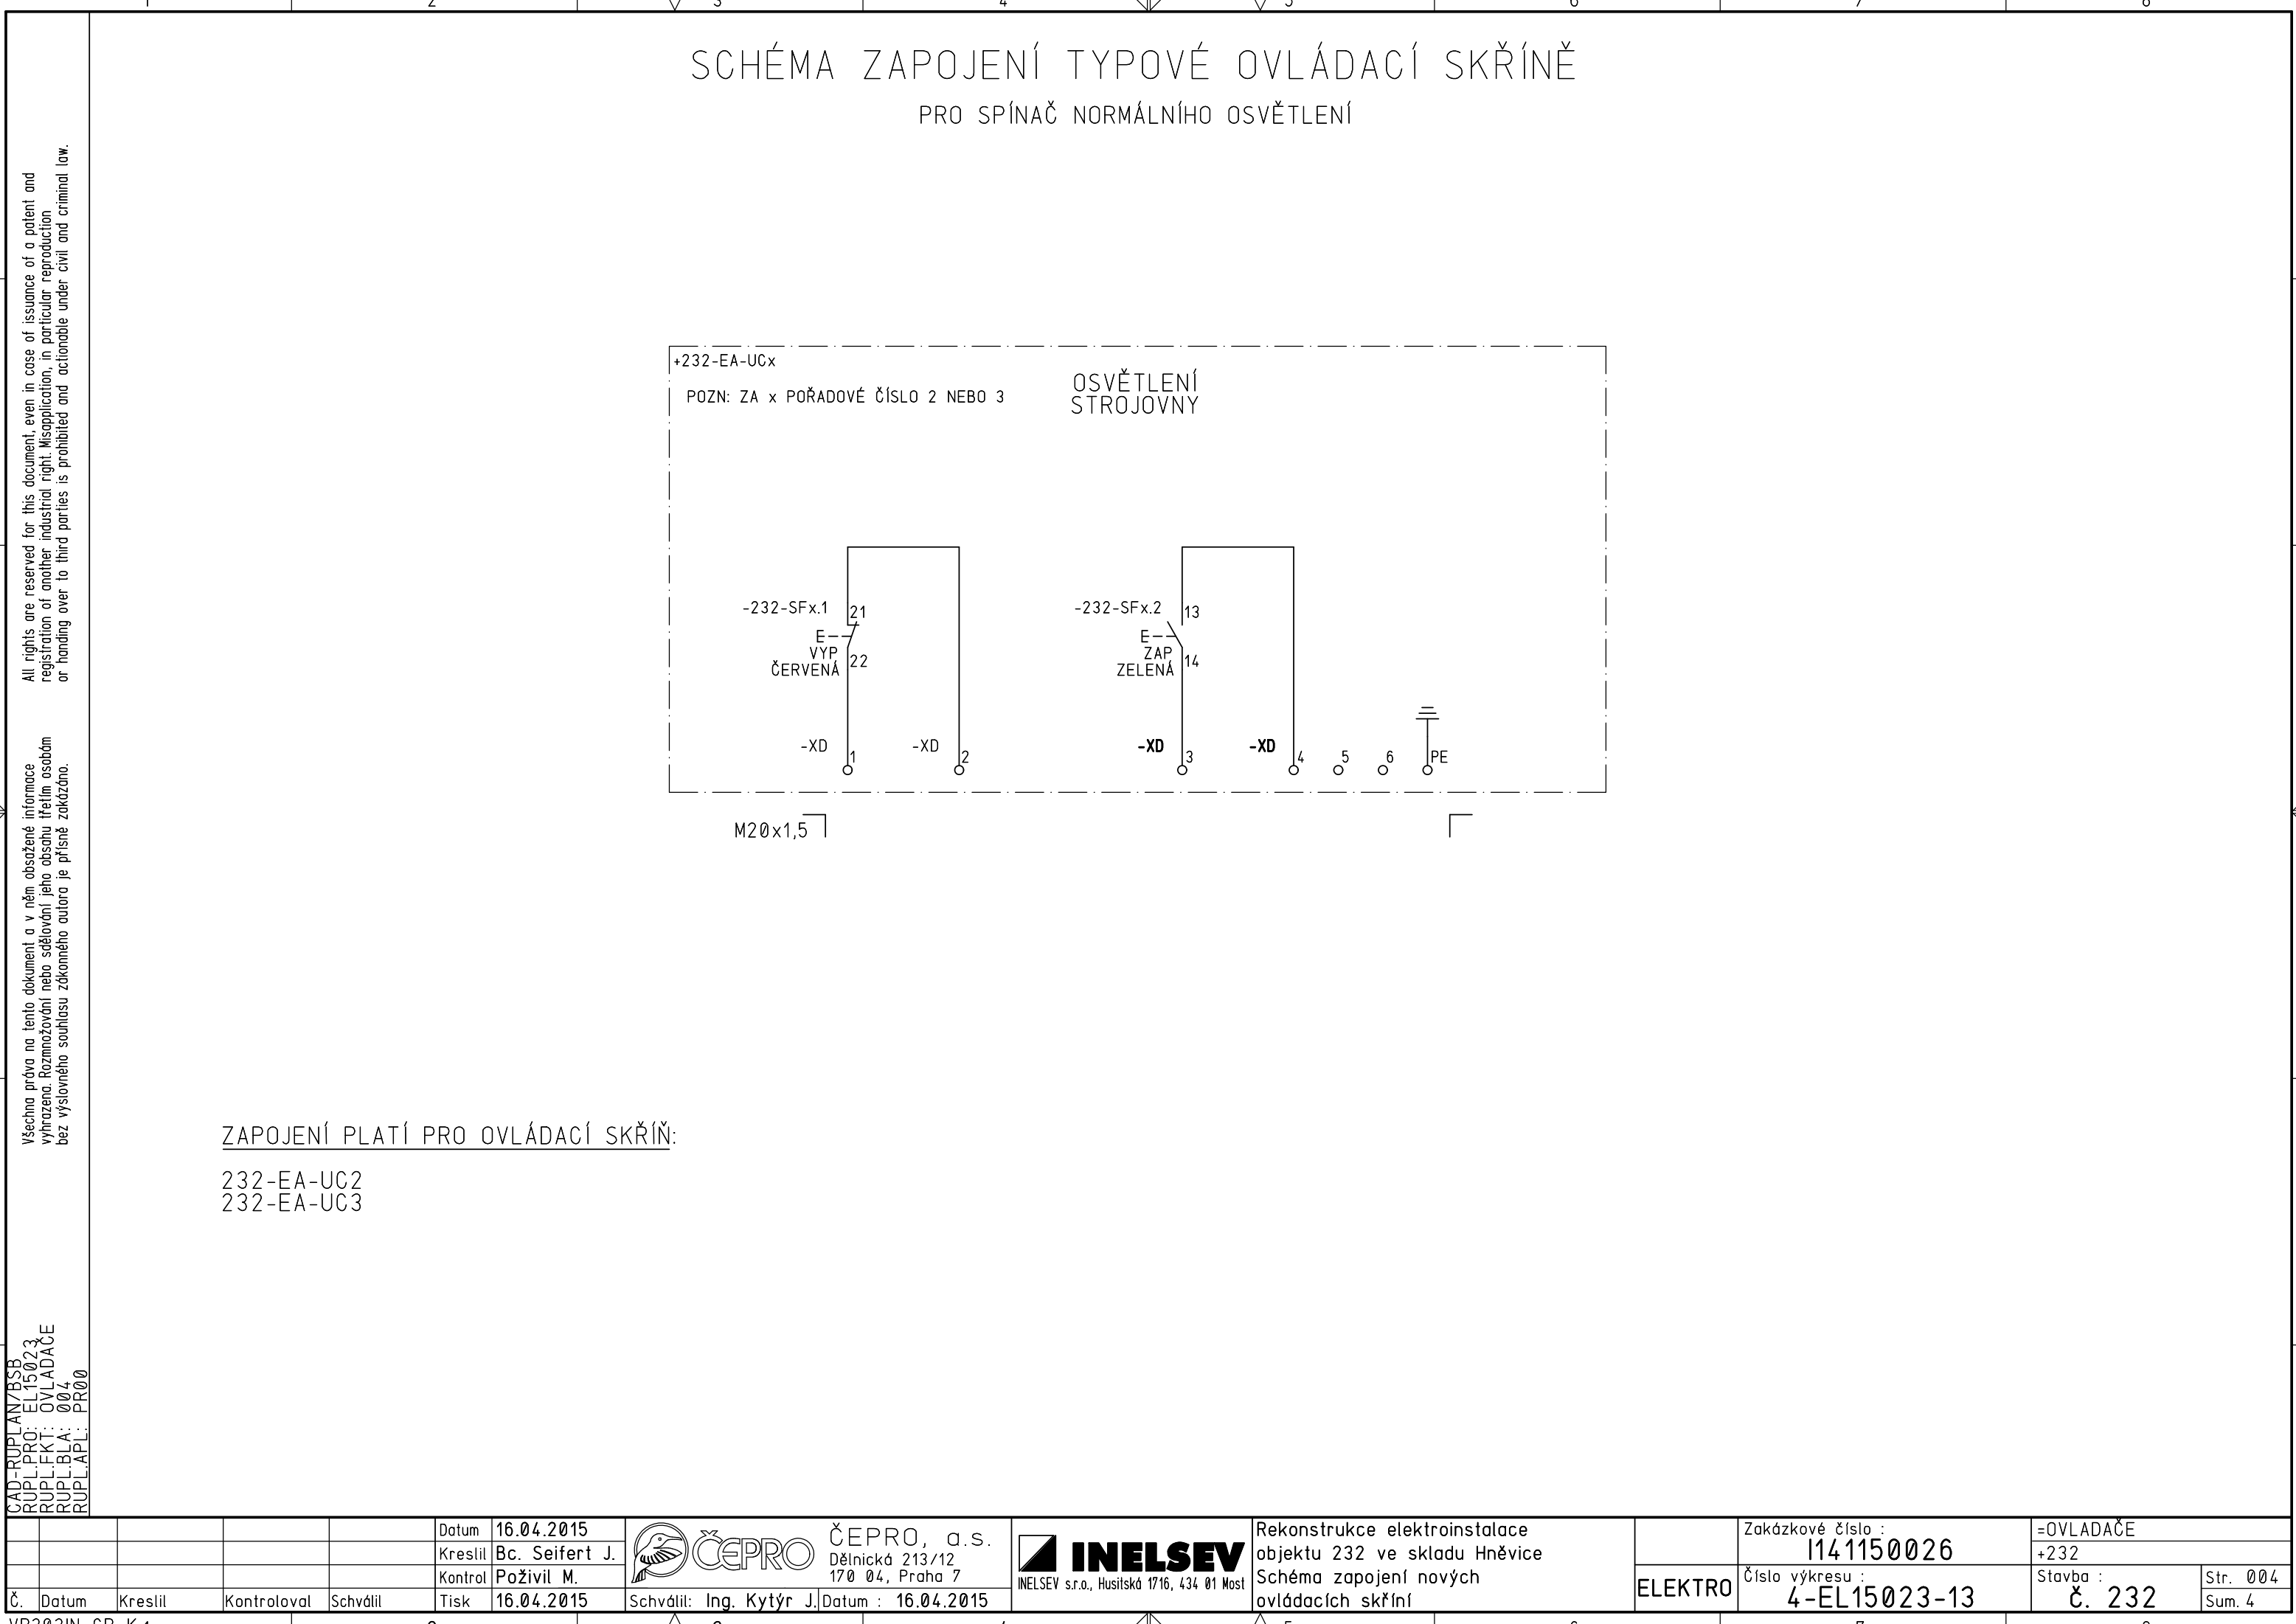 1 2 3 4 5 6 7 8
SCHÉMA ZAPOJENÍ TYPOVÉ OVLÁDACÍ SKŘÍNĚ
PRO SPÍNAČ NORMÁLNÍHO OSVĚTLENÍ
All rights are reserved for this document, even in case of issuance of a patent and
registration of another industrial right. Misapplication, in particular reproduction
or handing over to third parties is prohibited and actionable under civil and criminal law.
Všechna práva na tento dokument a v něm obsažené informace
vyhrazena. Rozmnožování nebo sdělování jeho obsahu třetím osobám
bez výslovného souhlasu zákonného autora je přísně zakázáno.
CAD-RUPLAN/BSB
RUPL.PRO: EL15023
RUPL.FKT: OVLADAČE
RUPL.BLA: 004
RUPL.APL: PR00
+232-EA-UCx
POZN: ZA x POŘADOVÉ ČÍSLO 2 NEBO 3
OSVĚTLENÍ
STROJOVNY
-232-SFx.1 21
E
VYP
ČERVENÁ
22
-232-SFx.2 13
E
ZAP
ZELENÁ
14
-XD 1
-XD 2
-XD 3
-XD 4
5
6
PE
M20x1,5
ZAPOJENÍ PLATÍ PRO OVLÁDACÍ SKŘÍŇ:
232-EA-UC2
232-EA-UC3
Č. Datum Kreslil Kontroloval Schválil
Datum 16.04.2015
Kreslil Bc. Seifert J.
Kontrol Poživil M.
Tisk 16.04.2015
ČEPRO
ČEPRO, a.s.
Dělnická 213/12
170 04, Praha 7
Schválil: Ing. Kytýr J. Datum : 16.04.2015
INELSEV
INELSEV s.r.o., Husitská 1716, 434 01 Most
Rekonstrukce elektroinstalace
objektu 232 ve skladu Hněvice
Schéma zapojení nových
ovládacích skříní
ELEKTRO
Zakázkové číslo :
I141150026
Číslo výkresu :
4-EL15023-13
=OVLADAČE
+232
Stavba :
č. 232
Str. 004
Sum. 4